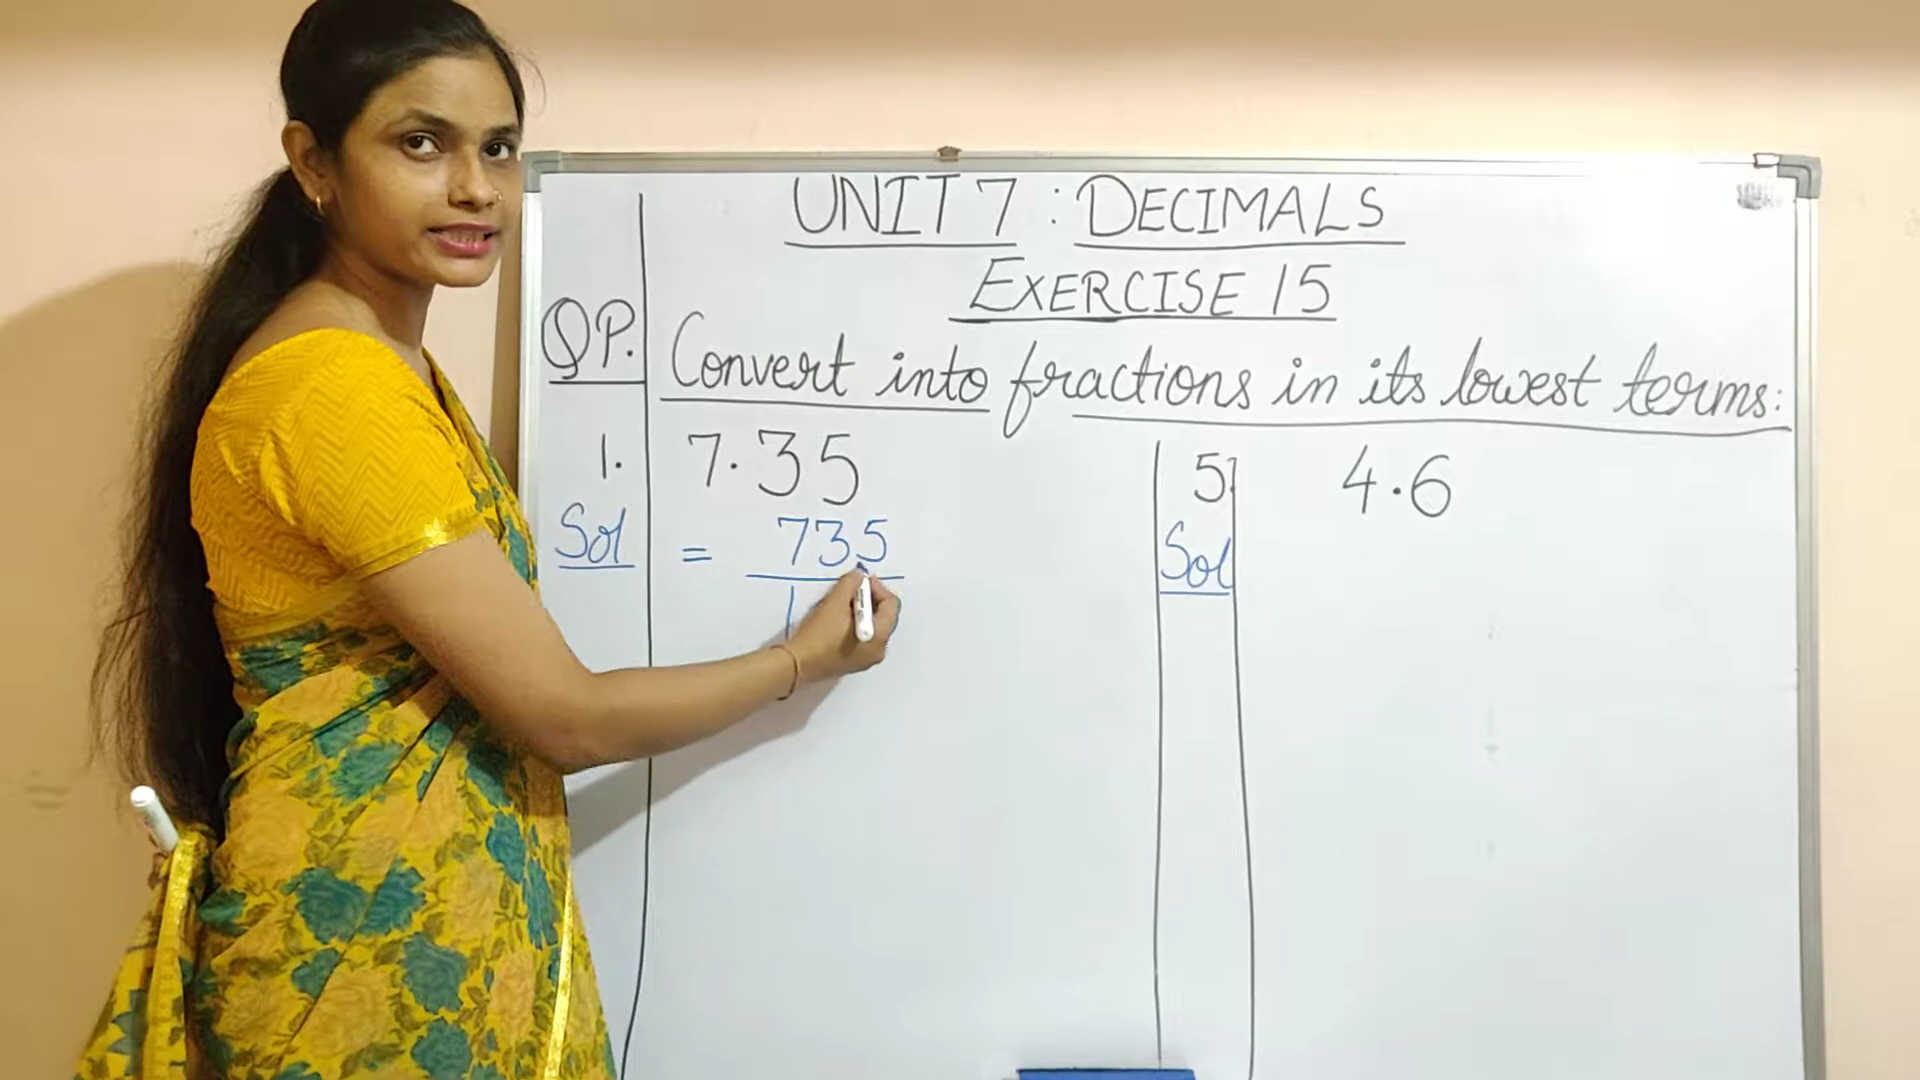 UNIT 7 : DECIMALS
EXERCISE 15
QP. Convert into fractions in its lowest terms:
1. 7.35
Sol = 735
1
5. 4.6
Sol